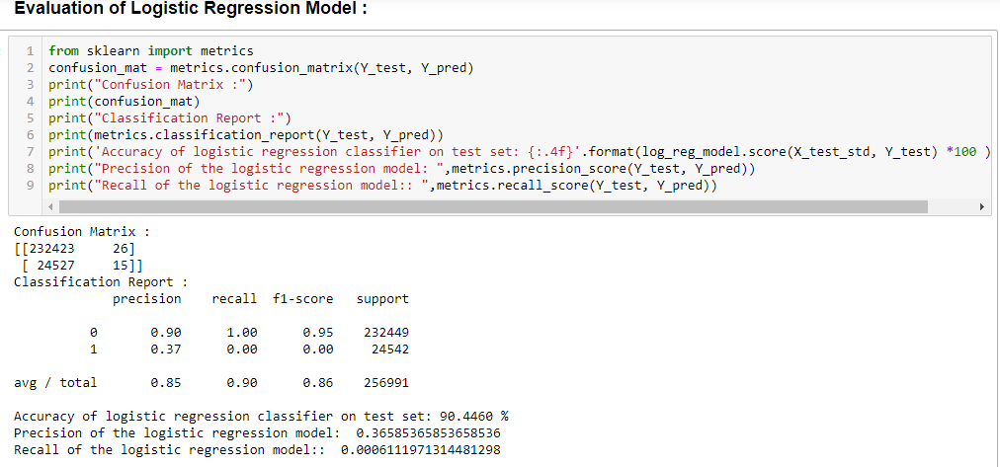 Evaluation of Logistic Regression Model :
1 from sklearn import metrics
2 confusion_mat = metrics.confusion_matrix(Y_test, Y_pred)
3 print("Confusion Matrix :")
4 print(confusion_mat)
5 print("Classification Report :")
6 print(metrics.classification_report(Y_test, Y_pred))
7 print('Accuracy of logistic regression classifier on test set: {:.4f}'.format(log_reg_model.score(X_test_std, Y_test) *100 )
8 print("Precision of the logistic regression model: ",metrics.precision_score(Y_test, Y_pred))
9 print("Recall of the logistic regression model:: ",metrics.recall_score(Y_test, Y_pred))
Confusion Matrix :
[[232423     26]
 [ 24527     15]]
Classification Report :
             precision    recall  f1-score   support
          0       0.90      1.00      0.95    232449
          1       0.37      0.00      0.00     24542
avg / total       0.85      0.90      0.86    256991
Accuracy of logistic regression classifier on test set: 90.4460 %
Precision of the logistic regression model:  0.36585365853658536
Recall of the logistic regression model::  0.0006111971314481298